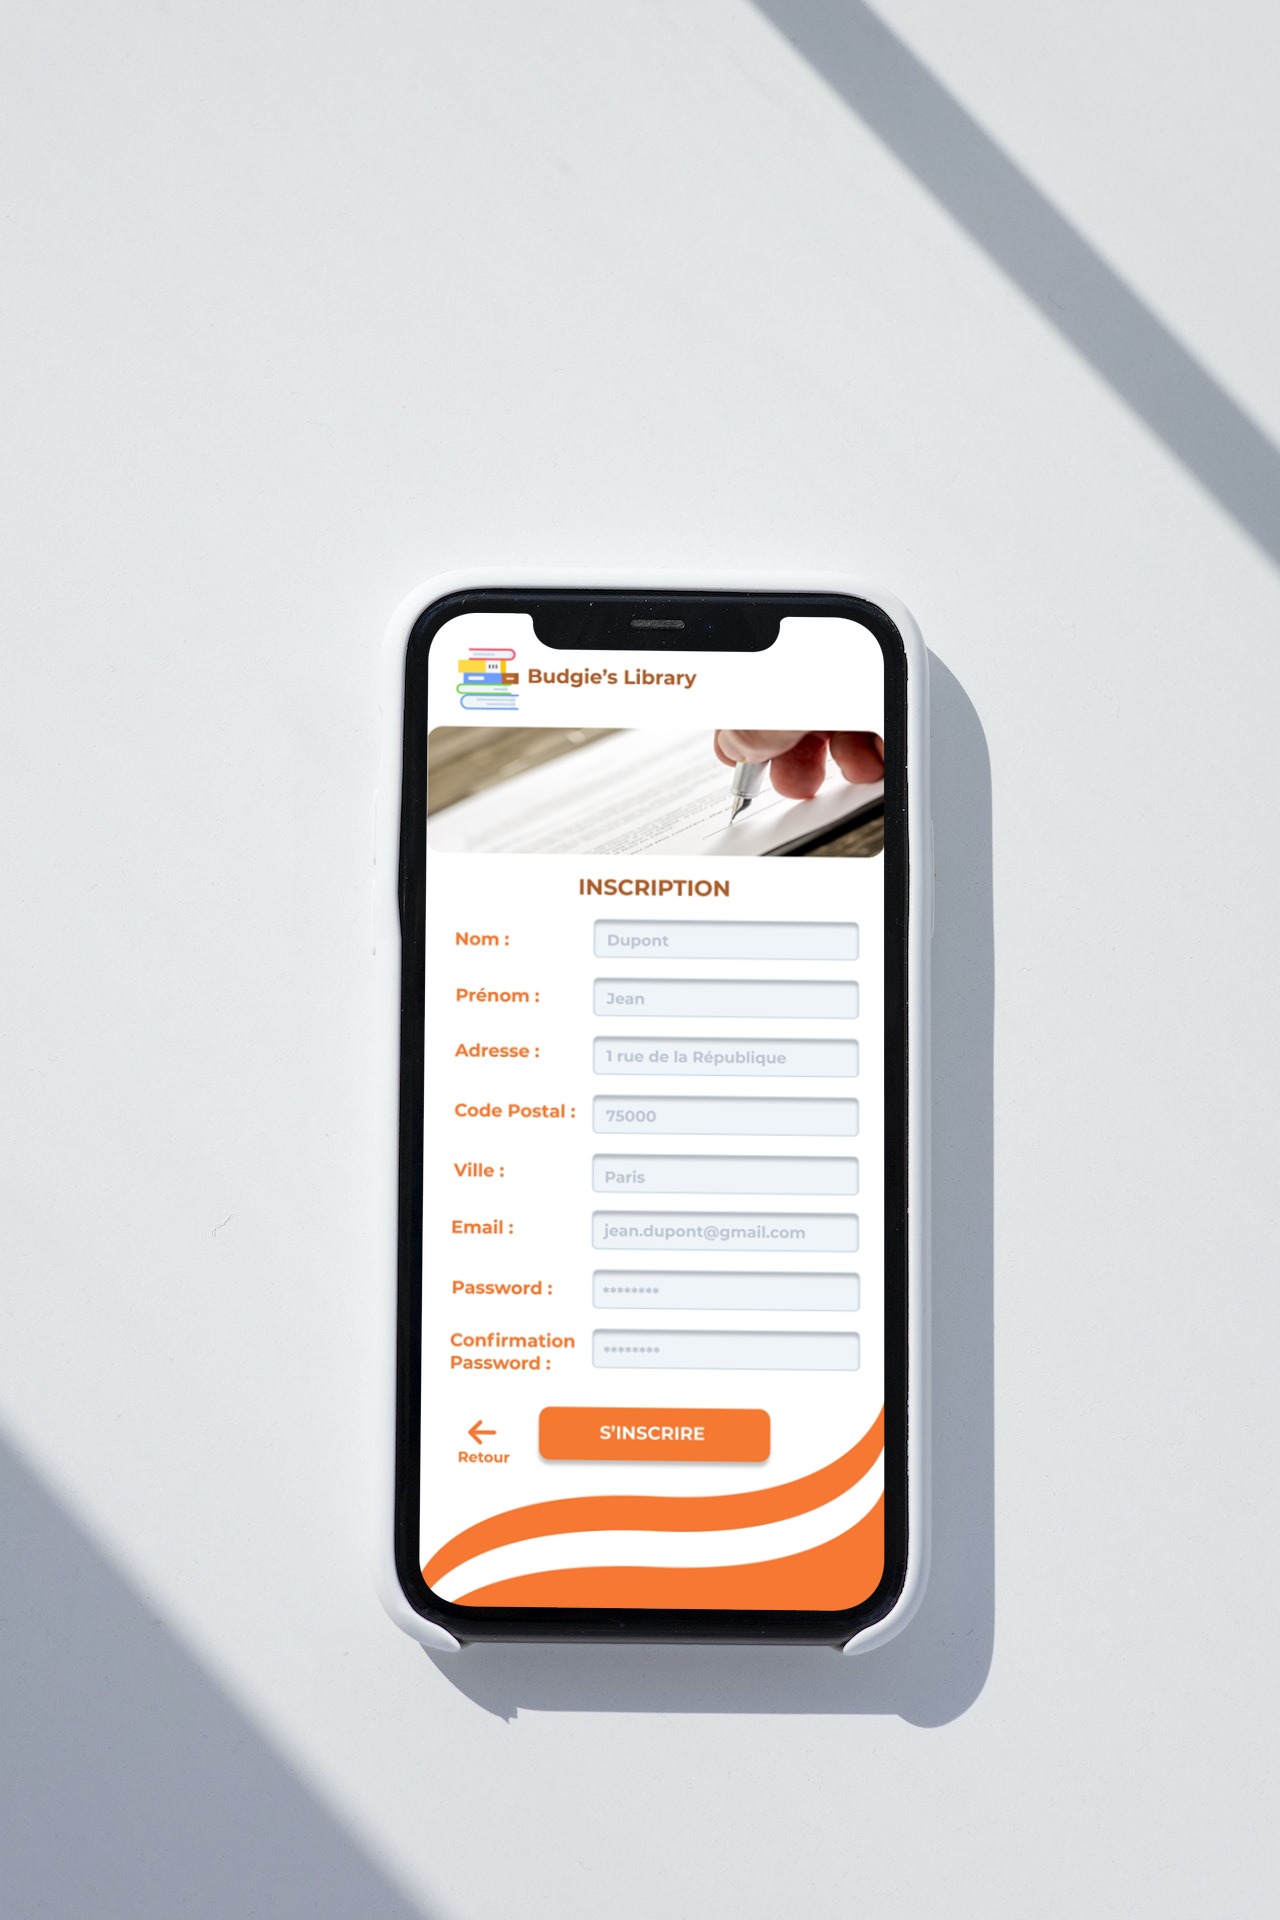 Budgie's Library
INSCRIPTION
Nom :
Dupont
Prénom :
Jean
Adresse :
1 rue de la République
Code Postal :
75000
Ville :
Paris
Email :
jean.dupont@gmail.com
Password :
********
Confirmation
Password :
********
Retour
S'INSCRIRE